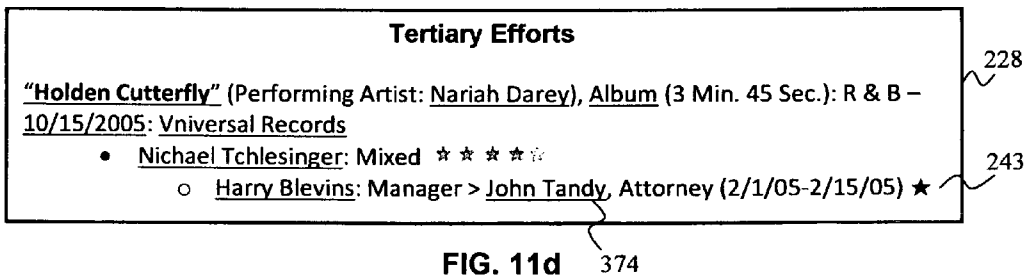 Tertiary Efforts
228
"Holden Cutterfly" (Performing Artist: Nariah Darey), Album (3 Min. 45 Sec.): R & B –
10/15/2005: Vniversal Records
• Nichael Tchlesinger: Mixed ☆ ☆ ☆ ☆ ☆
○ Harry Blevins: Manager > John Tandy, Attorney (2/1/05-2/15/05) ★
243
FIG. 11d
374